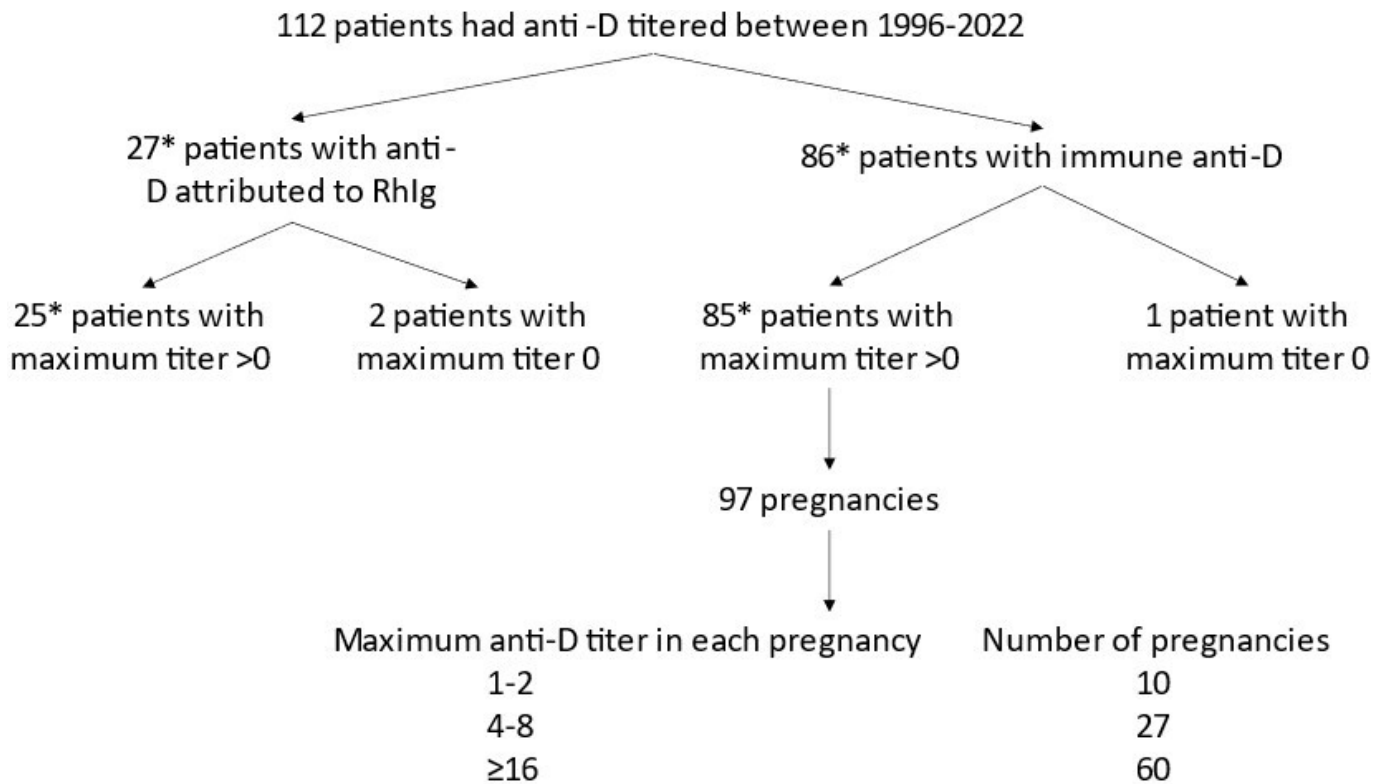 112 patients had anti -D titered between 1996-2022
27* patients with anti-
D attributed to RhIg
86* patients with immune anti-D
25* patients with
maximum titer >0
2 patients with
maximum titer 0
85* patients with
maximum titer >0
1 patient with
maximum titer 0
97 pregnancies
Maximum anti-D titer in each pregnancy
Number of pregnancies
1-2
10
4-8
27
≥16
60